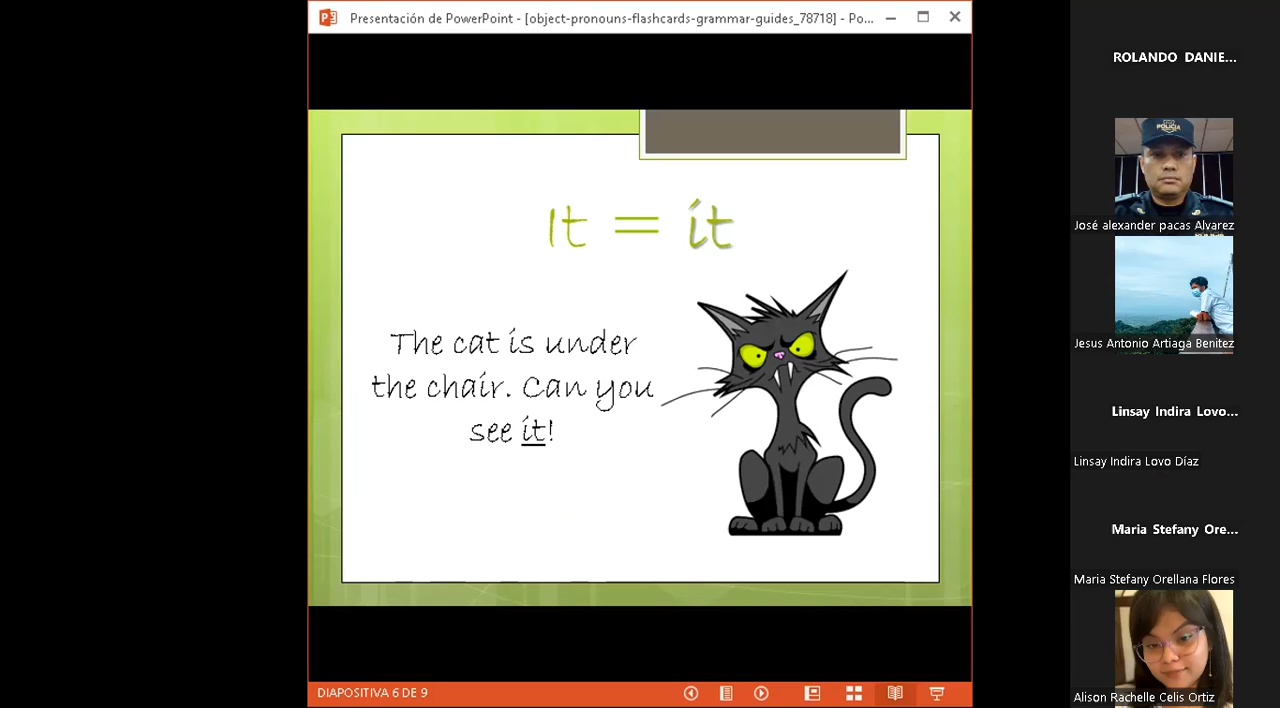 Presentación de PowerPoint - [object-pronouns-flashcards-grammar-guides_78718] - Po...
It = it
The cat is under
the chair. Can you
see it!
DIAPOSITIVA 6 DE 9
ROLANDO DANIE...
POLICIA
José alexander pacas Alvarez
Jesus Antonio Artiaga Benitez
Linsay Indira Lovo...
Linsay Indira Lovo Díaz
Maria Stefany Ore...
Maria Stefany Orellana Flores
Alison Rachelle Celis Ortiz